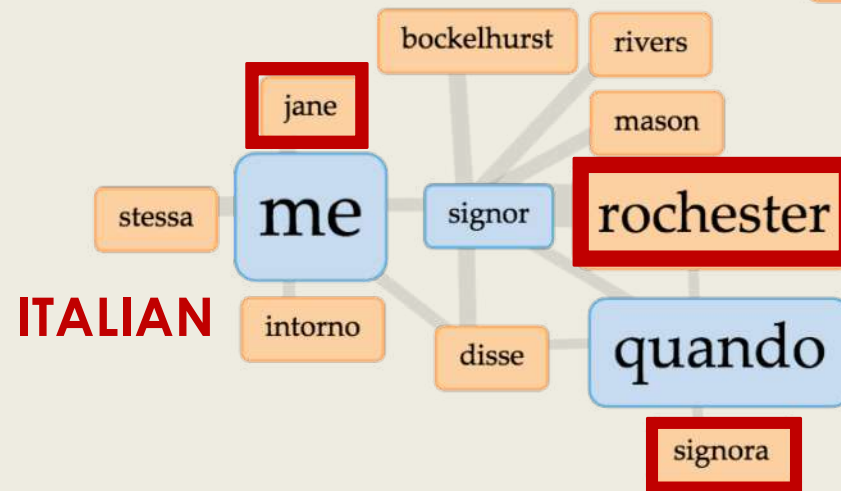 bockelhurst
rivers
jane
mason
stessa
me
signor
rochester
ITALIAN
intorno
disse
quando
signora